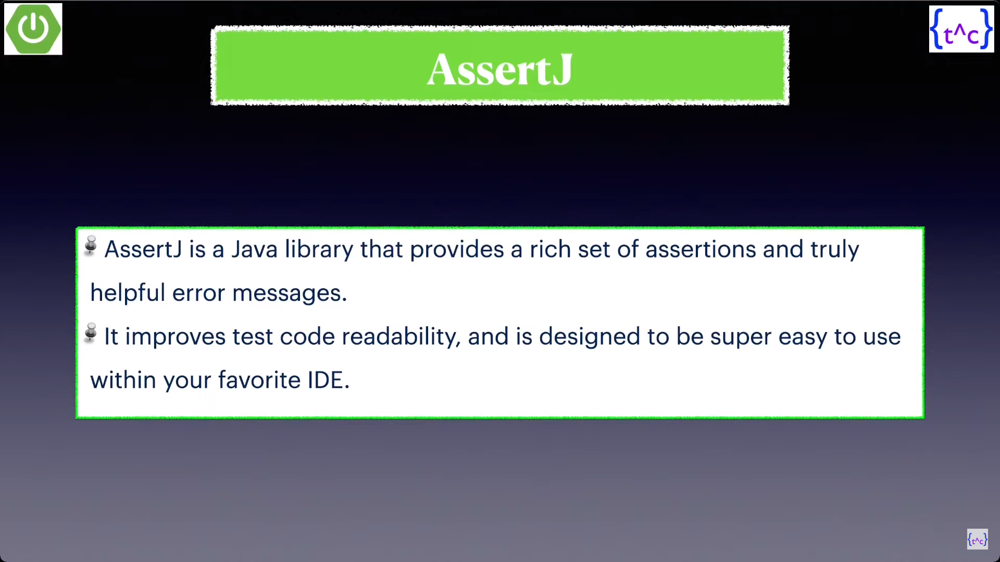 {t^c}
AssertJ
AssertJ is a Java library that provides a rich set of assertions and truly
helpful error messages.
It improves test code readability, and is designed to be super easy to use
within your favorite IDE.
{t^c}